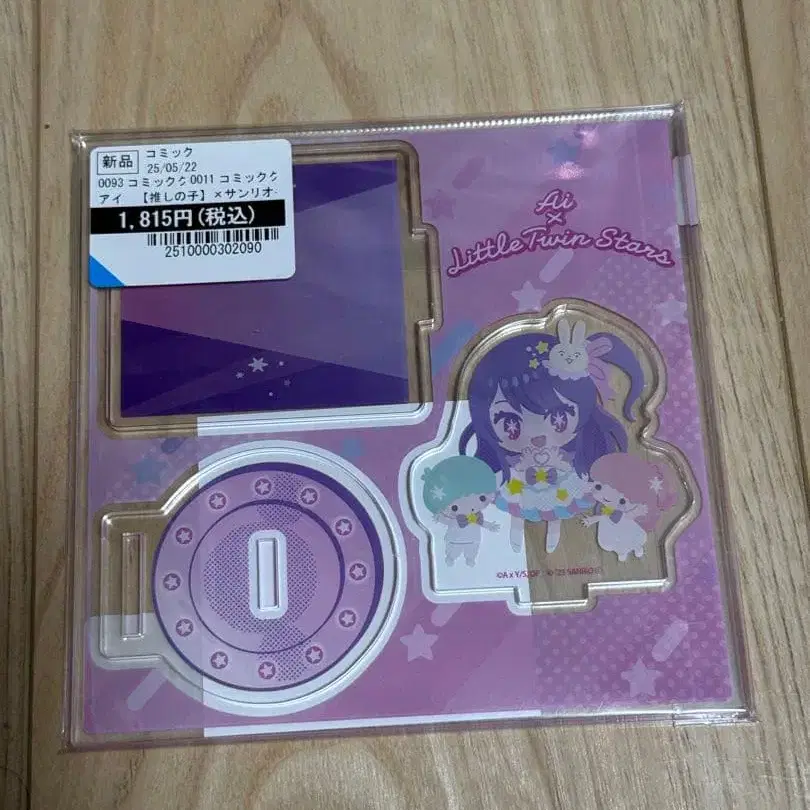 新品 コミック
25/05/22
0093 コミックク 0011 コミックク
アイ 【推しの子】×サンリオ
1,815円(税込)
2510000302090
Ai
×
Little Twin Stars